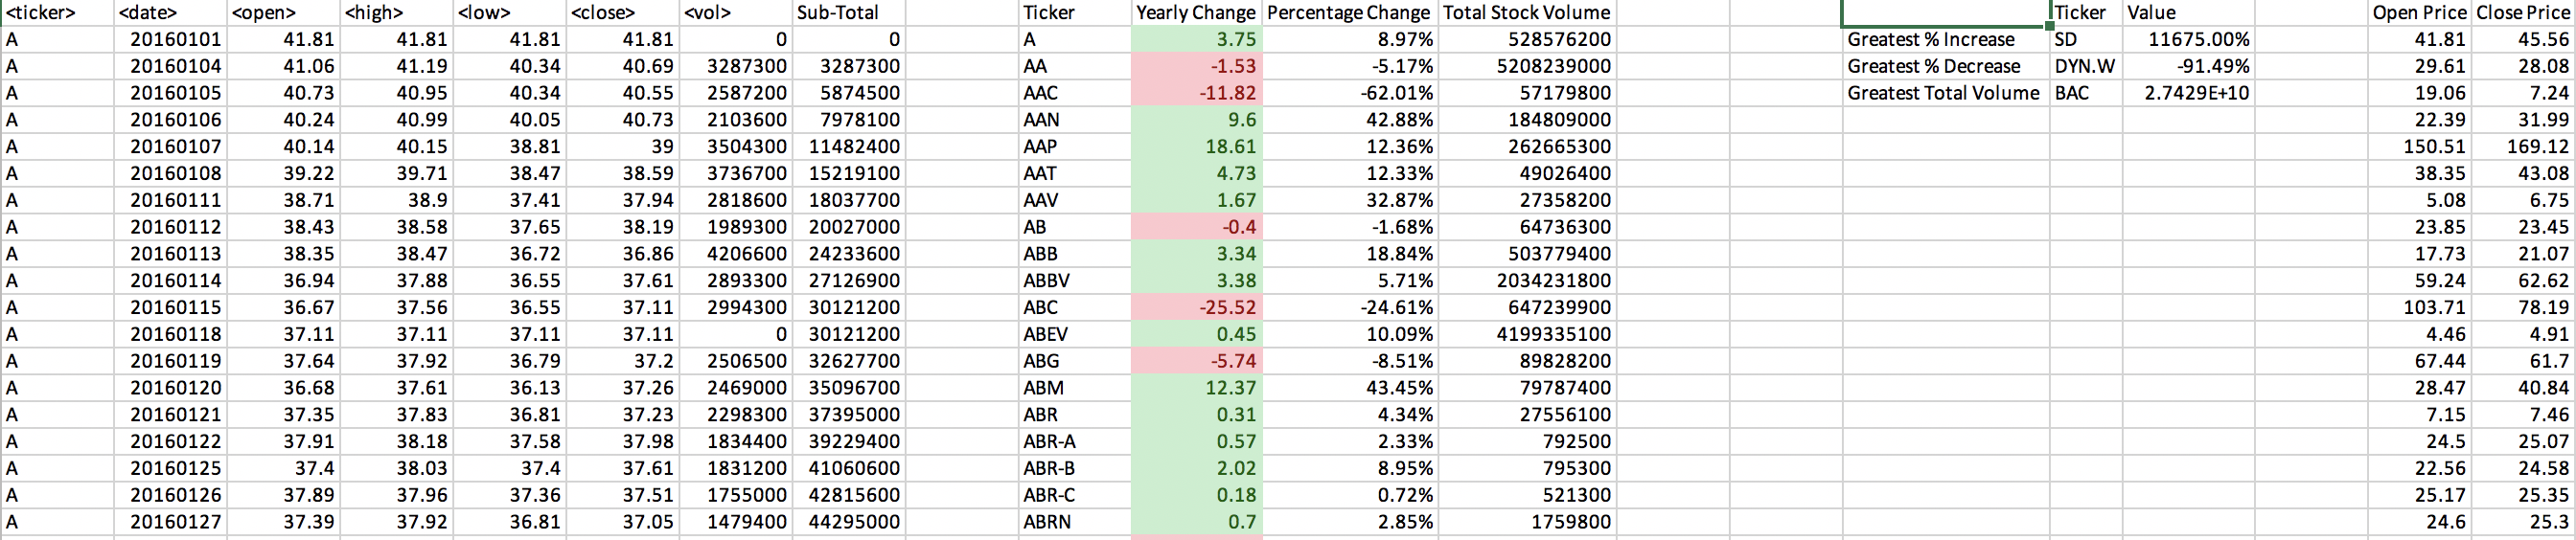 <ticker> <date> <open> <high> <low> <close> <vol> Sub-Total Ticker Yearly Change Percentage Change Total Stock Volume Ticker Value Open Price Close Price
A 20160101 41.81 41.81 41.81 41.81 0 0 A 3.75 8.97% 528576200 Greatest % Increase SD 11675.00% 41.81 45.56
A 20160104 41.06 41.19 40.34 40.69 3287300 3287300 AA -1.53 -5.17% 5208239000 Greatest % Decrease DYN.W -91.49% 29.61 28.08
A 20160105 40.73 40.95 40.34 40.55 2587200 5874500 AAC -11.82 -62.01% 57179800 Greatest Total Volume BAC 2.7429E+10 19.06 7.24
A 20160106 40.24 40.99 40.05 40.73 2103600 7978100 AAN 9.6 42.88% 184809000 22.39 31.99
A 20160107 40.14 40.15 38.81 39 3504300 11482400 AAP 18.61 12.36% 262665300 150.51 169.12
A 20160108 39.22 39.71 38.47 38.59 3736700 15219100 AAT 4.73 12.33% 49026400 38.35 43.08
A 20160111 38.71 38.9 37.41 37.94 2818600 18037700 AAV 1.67 32.87% 27358200 5.08 6.75
A 20160112 38.43 38.58 37.65 38.19 1989300 20027000 AB -0.4 -1.68% 64736300 23.85 23.45
A 20160113 38.35 38.47 36.72 36.86 4206600 24233600 ABB 3.34 18.84% 503779400 17.73 21.07
A 20160114 36.94 37.88 36.55 37.61 2893300 27126900 ABBV 3.38 5.71% 2034231800 59.24 62.62
A 20160115 36.67 37.56 36.55 37.11 2994300 30121200 ABC -25.52 -24.61% 647239900 103.71 78.19
A 20160118 37.11 37.11 37.11 37.11 0 30121200 ABEV 0.45 10.09% 4199335100 4.46 4.91
A 20160119 37.64 37.92 36.79 37.2 2506500 32627700 ABG -5.74 -8.51% 89828200 67.44 61.7
A 20160120 36.68 37.61 36.13 37.26 2469000 35096700 ABM 12.37 43.45% 79787400 28.47 40.84
A 20160121 37.35 37.83 36.81 37.23 2298300 37395000 ABR 0.31 4.34% 27556100 7.15 7.46
A 20160122 37.91 38.18 37.58 37.98 1834400 39229400 ABR-A 0.57 2.33% 792500 24.5 25.07
A 20160125 37.4 38.03 37.4 37.61 1831200 41060600 ABR-B 2.02 8.95% 795300 22.56 24.58
A 20160126 37.89 37.96 37.36 37.51 1755000 42815600 ABR-C 0.18 0.72% 521300 25.17 25.35
A 20160127 37.39 37.92 36.81 37.05 1479400 44295000 ABRN 0.7 2.85% 1759800 24.6 25.3